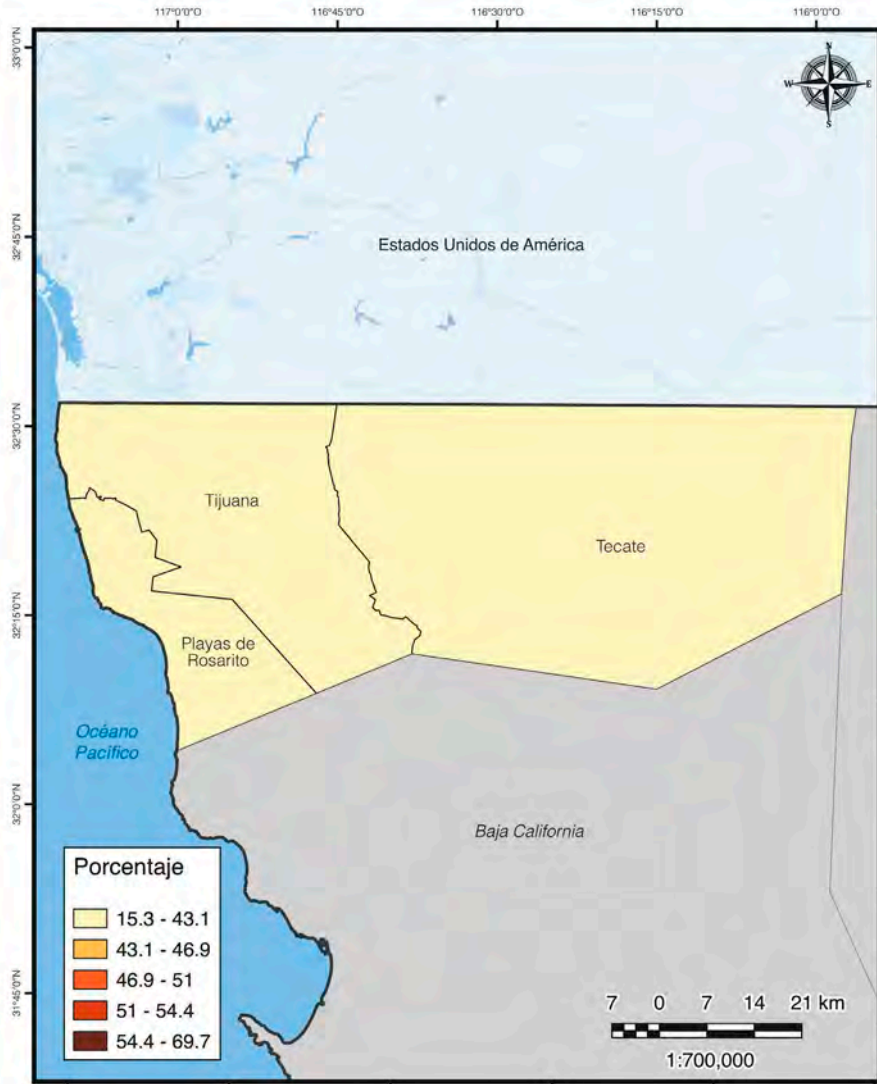 117°0'0"O
116°45'0"O
116°30'0"O
116°15'0"O
116°0'0"O
33°0'0"N
32°45'0"N
32°30'0"N
32°15'0"N
32°0'0"N
31°45'0"N
N
W
E
S
Estados Unidos de América
Tijuana
Tecate
Playas de
Rosarito
Océano
Pacífico
Baja California
Porcentaje
15.3 - 43.1
43.1 - 46.9
46.9 - 51
51 - 54.4
54.4 - 69.7
7 0 7 14 21 km
1:700,000